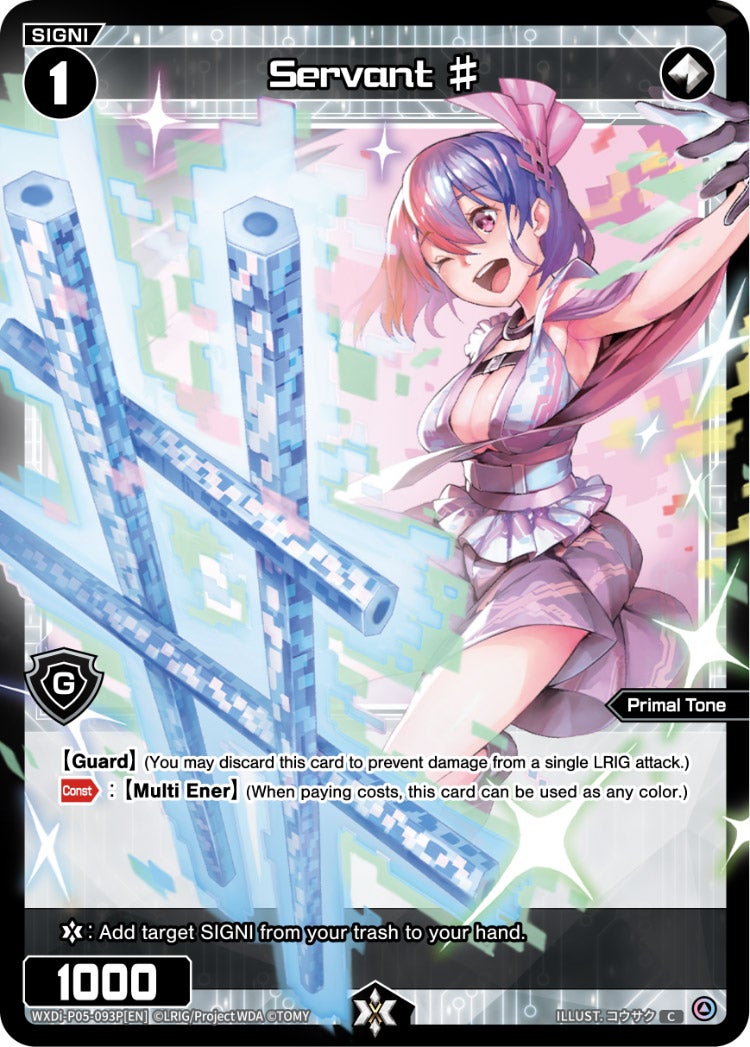 SIGNI
1
Servant ♯
G
Primal Tone
【Guard】 (You may discard this card to prevent damage from a single LRIG attack.)
Const : 【Multi Ener】 (When paying costs, this card can be used as any color.)
: Add target SIGNI from your trash to your hand.
1000
WXDi-P05-093P[EN] ©LRIG/Project WDA ©TOMY
ILLUST. コウサク C